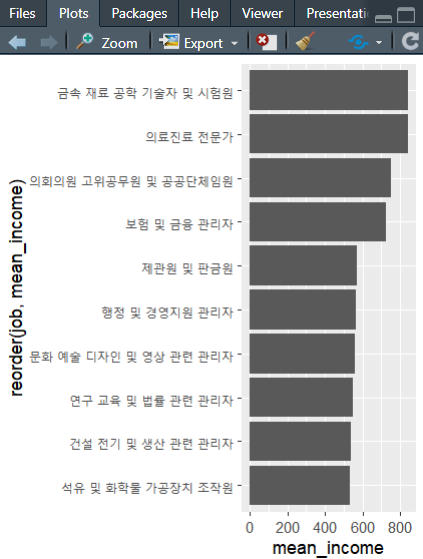 Files Plots Packages Help Viewer Presentati
Zoom Export
금속 재료 공학 기술자 및 시험원
의료진료 전문가
의회의원 고위공무원 및 공공단체임원
보험 및 금융 관리자
제관원 및 판금원
행정 및 경영지원 관리자
문화 예술 디자인 및 영상 관련 관리자
연구 교육 및 법률 관련 관리자
건설 전기 및 생산 관련 관리자
석유 및 화학물 가공장치 조작원
reorder(job, mean_income)
0 200 400 600 800
mean_income